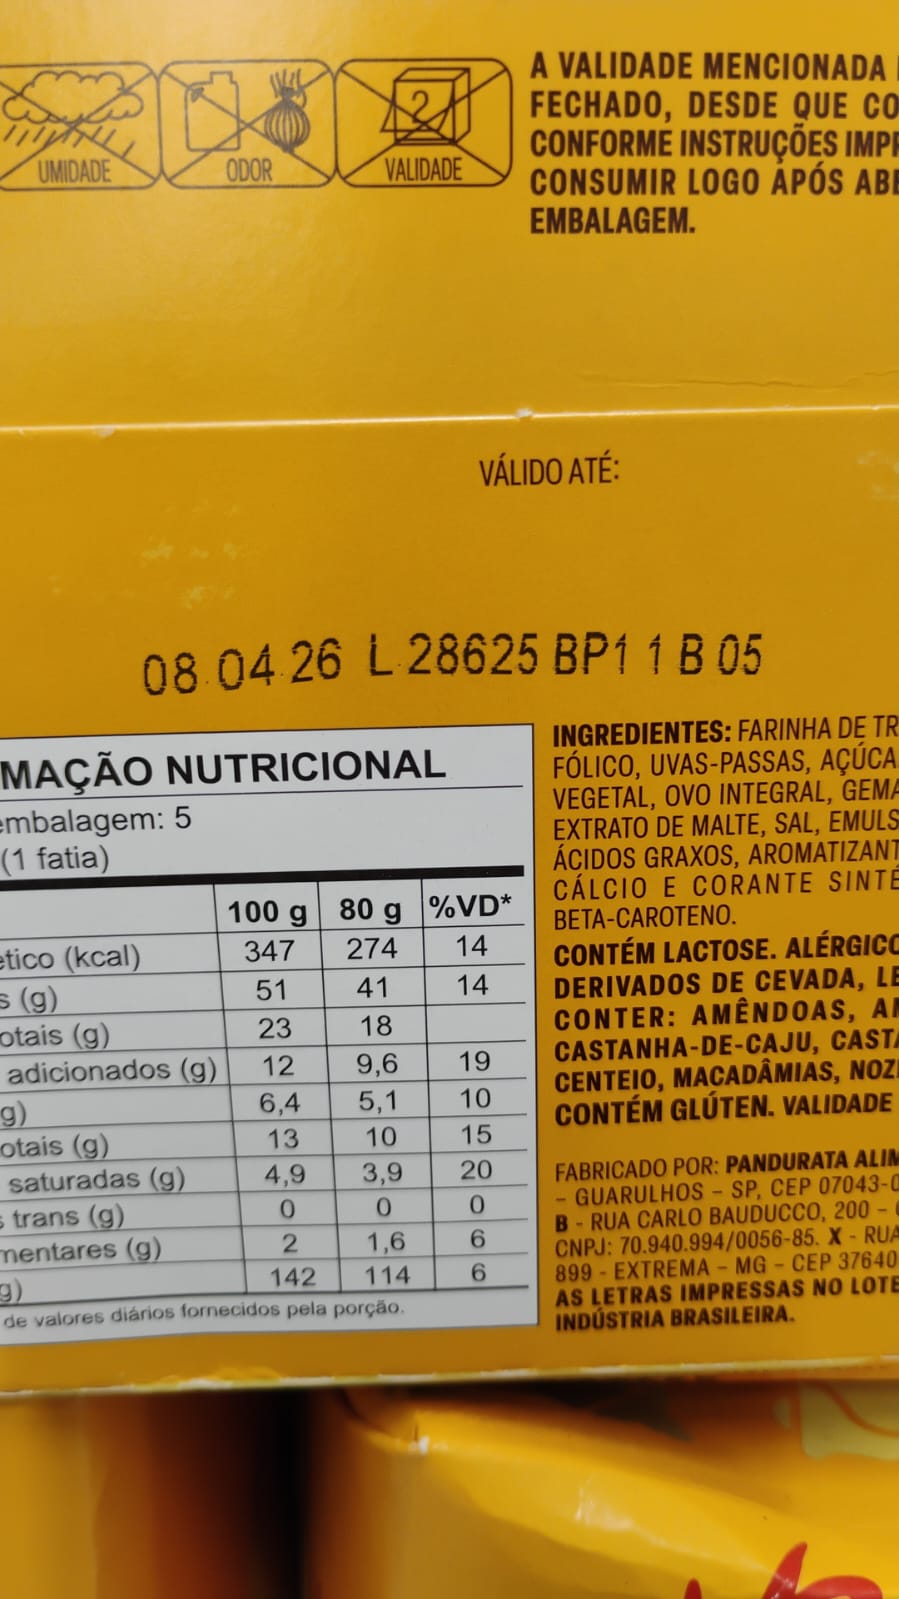 UMIDADE
ODOR
2
VALIDADE
A VALIDADE MENCIONADA
FECHADO, DESDE QUE CO
CONFORME INSTRUÇÕES IMPR
CONSUMIR LOGO APÓS ABE
EMBALAGEM.
VÁLIDO ATÉ:
08.04.26 L 28625 BP1 1 B 05
MAÇÃO NUTRICIONAL
embalagem: 5
(1 fatia)
100 g 80 g %VD*
ético (kcal) 347 274 14
s (g) 51 41 14
otais (g) 23 18
adicionados (g) 12 9,6 19
g) 6,4 5,1 10
otais (g) 13 10 15
saturadas (g) 4,9 3,9 20
s trans (g) 0 0 0
mentares (g) 2 1,6 6
g) 142 114 6
de valores diários fornecidos pela porção.
INGREDIENTES: FARINHA DE TR
FÓLICO, UVAS-PASSAS, AÇÚCA
VEGETAL, OVO INTEGRAL, GEMA
EXTRATO DE MALTE, SAL, EMULS
ÁCIDOS GRAXOS, AROMATIZANT
CÁLCIO E CORANTE SINTÉ
BETA-CAROTENO.
CONTÉM LACTOSE. ALÉRGICO
DERIVADOS DE CEVADA, LE
CONTER: AMÊNDOAS, AM
CASTANHA-DE-CAJU, CASTA
CENTEIO, MACADÂMIAS, NOZ
CONTÉM GLÚTEN. VALIDADE
FABRICADO POR: PANDURATA ALIM
– GUARULHOS – SP, CEP 07043-0
B - RUA CARLO BAUDUCCO, 200 –
CNPJ: 70.940.994/0056-85. X - RUA
899 - EXTREMA – MG – CEP 37640
AS LETRAS IMPRESSAS NO LOTE
INDÚSTRIA BRASILEIRA.